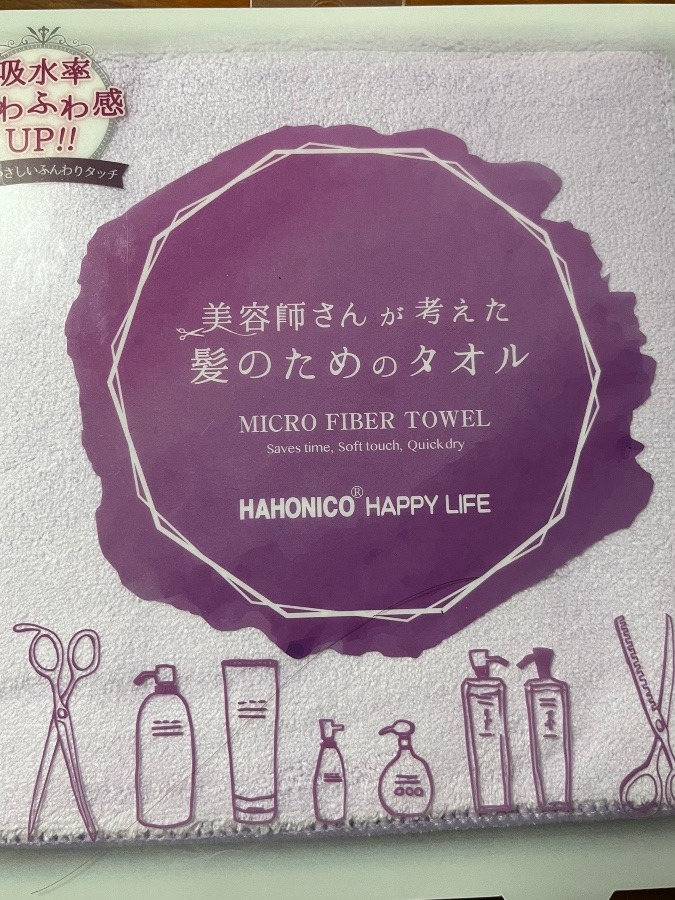 吸水率
わふわ感
UP!!
さしいふんわりタッチ
美容師さんが考えた
髪のためのタオル
MICRO FIBER TOWEL
Saves time, Soft touch, Quick dry
HAHONICO® HAPPY LIFE